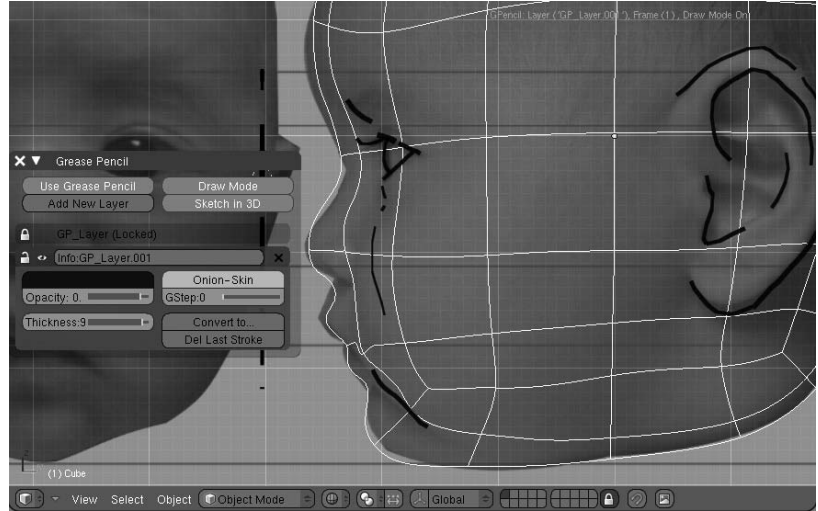 GPencil: Layer ("GP_Layer.001"), Frame (1), Draw Mode On
Grease Pencil
Use Grease Pencil Draw Mode
Add New Layer Sketch in 3D
GP_Layer (Locked)
Info:GP_Layer.001
Onion-Skin
Opacity: 0. GStep:0
Thickness:9 Convert to...
Del Last Stroke
(1) Cube
View Select Object Object Mode Global